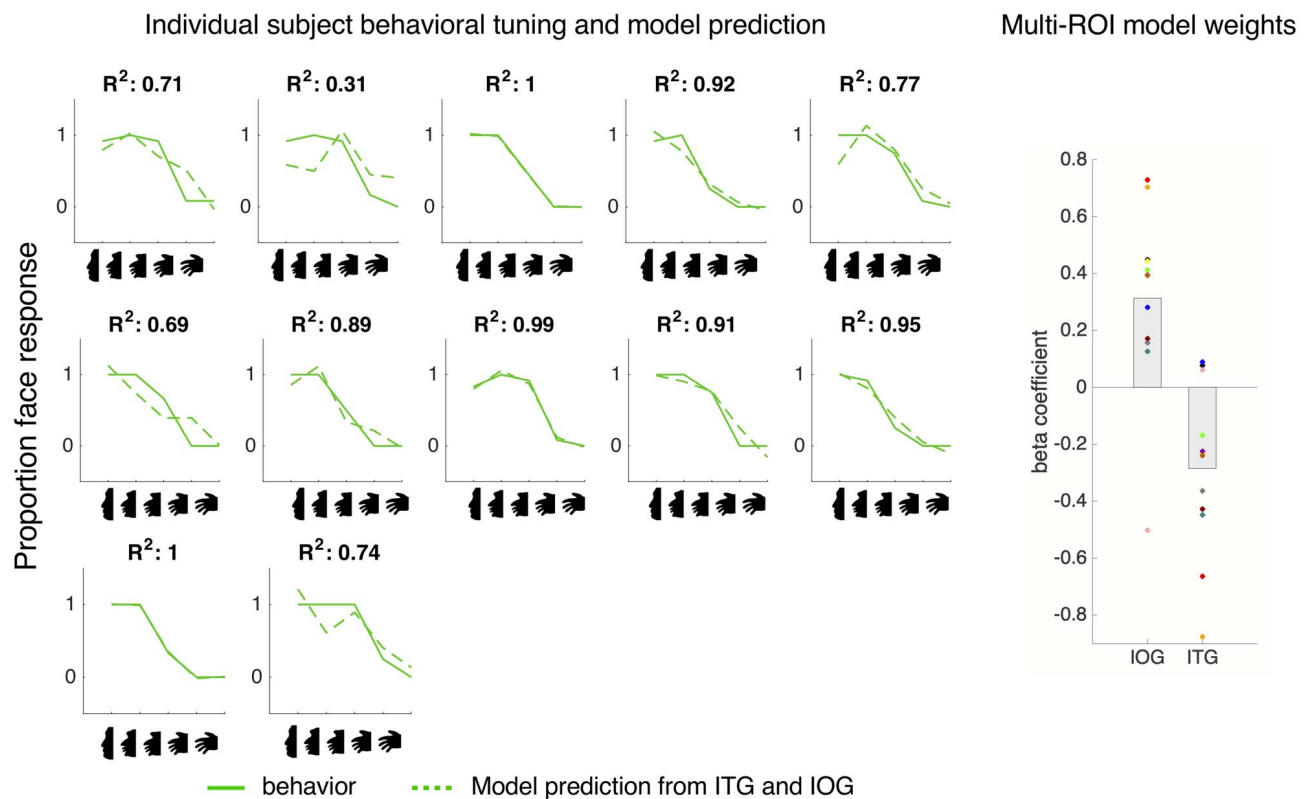 Individual subject behavioral tuning and model prediction
Multi-ROI model weights
Proportion face response
R²: 0.71
R²: 0.31
R²: 1
R²: 0.92
R²: 0.77
1
1
1
1
1
0
0
0
0
0
R²: 0.69
R²: 0.89
R²: 0.99
R²: 0.91
R²: 0.95
1
1
1
1
1
0
0
0
0
0
R²: 1
R²: 0.74
1
1
0
0
behavior
Model prediction from ITG and IOG
beta coefficient
0.8
0.6
0.4
0.2
0
-0.2
-0.4
-0.6
-0.8
IOG ITG